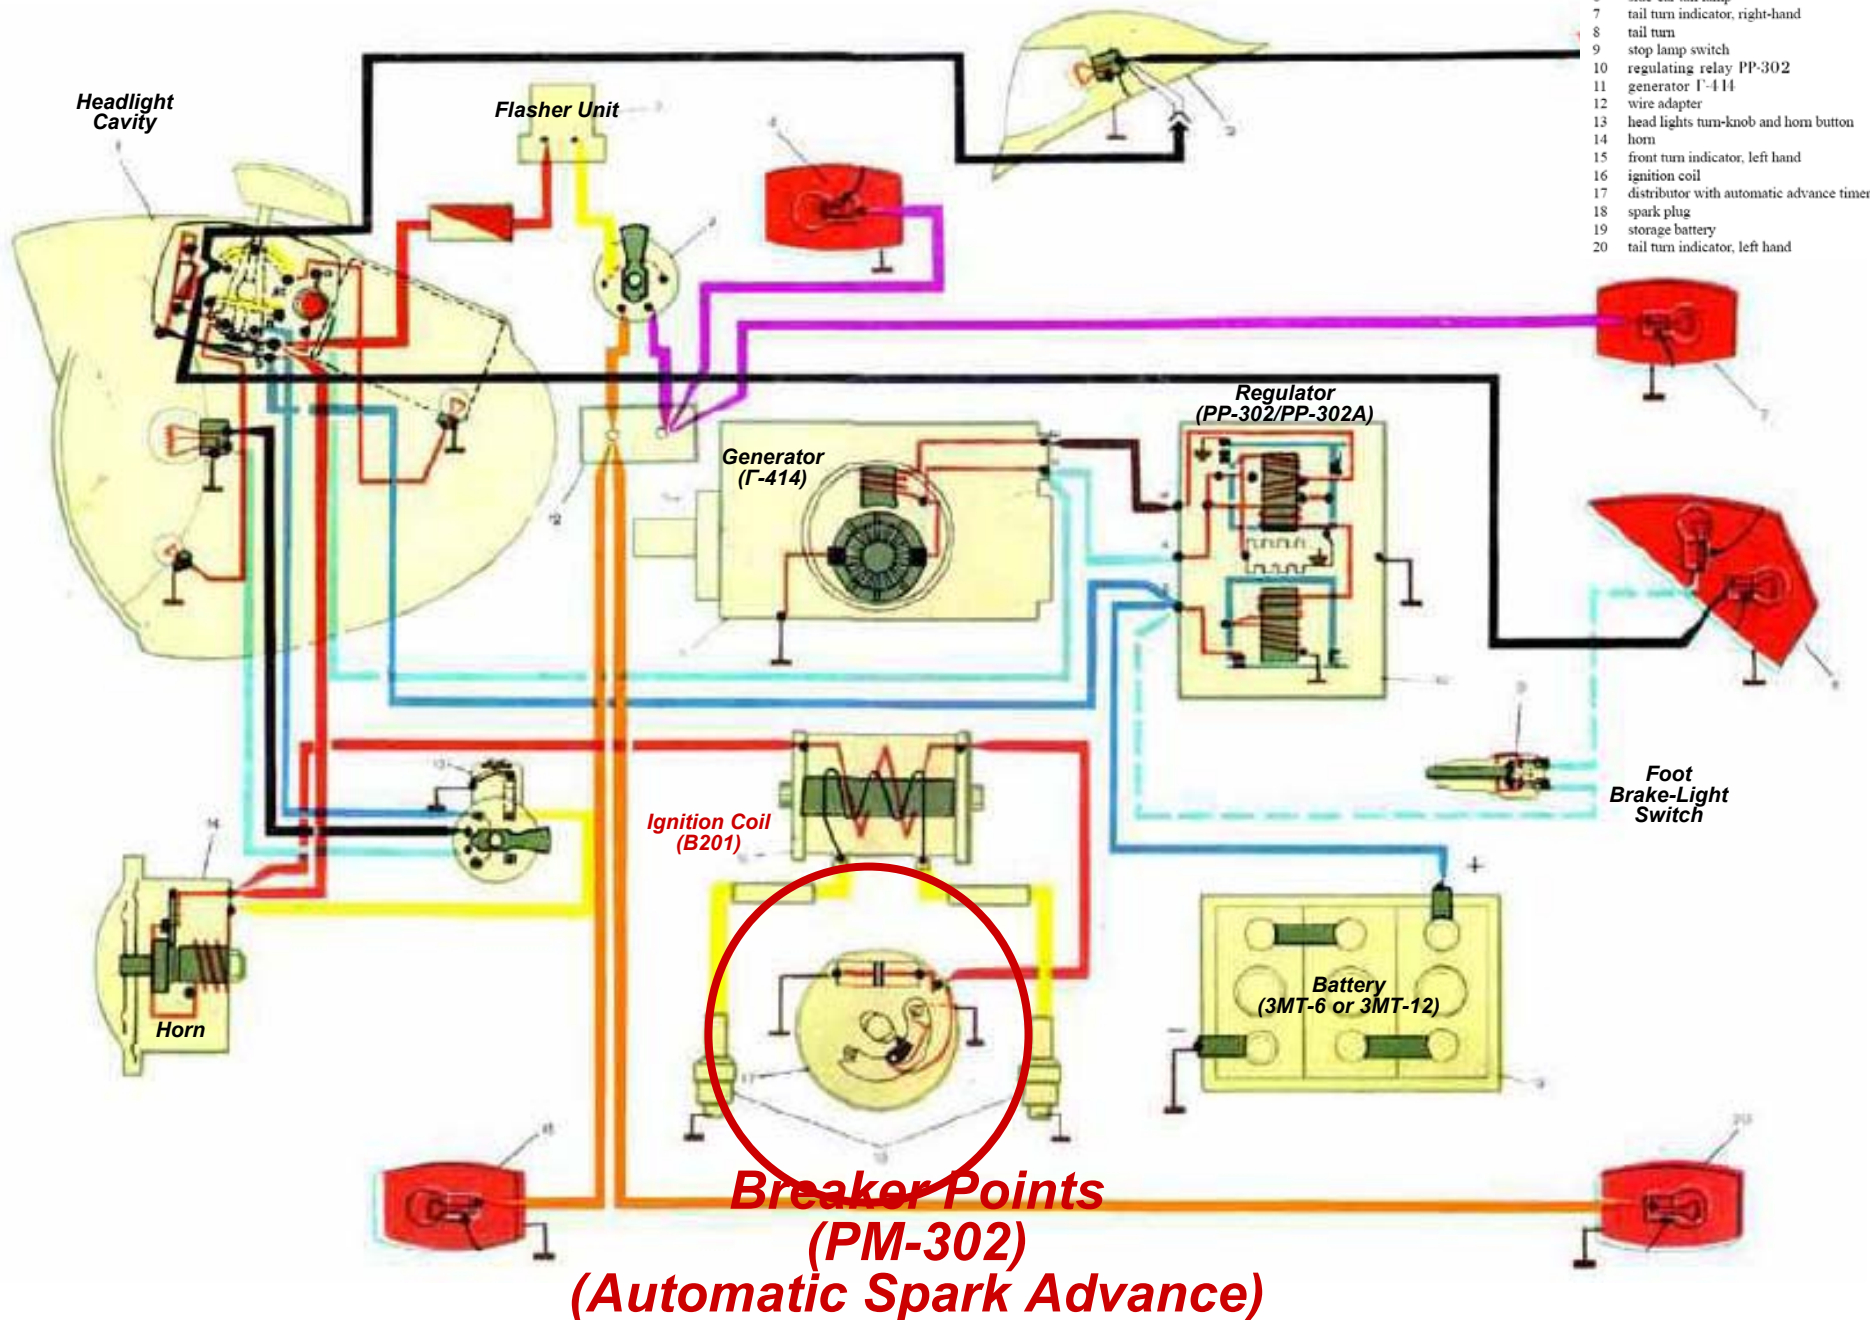 7 tail turn indicator, right-hand
8 tail turn
9 stop lamp switch
10 regulating relay PP-302
11 generator Г-414
12 wire adapter
13 head lights turn-knob and horn button
14 horn
15 front turn indicator, left hand
16 ignition coil
17 distributor with automatic advance timer
18 spark plug
19 storage battery
20 tail turn indicator, left hand
Headlight
Cavity
Flasher Unit
Regulator
(PP-302/PP-302A)
Generator
(Г-414)
Ignition Coil
(B201)
Foot
Brake-Light
Switch
14
+
Battery
(3MT-6 or 3MT-12)
Horn
Breaker Points
(PM-302)
(Automatic Spark Advance)